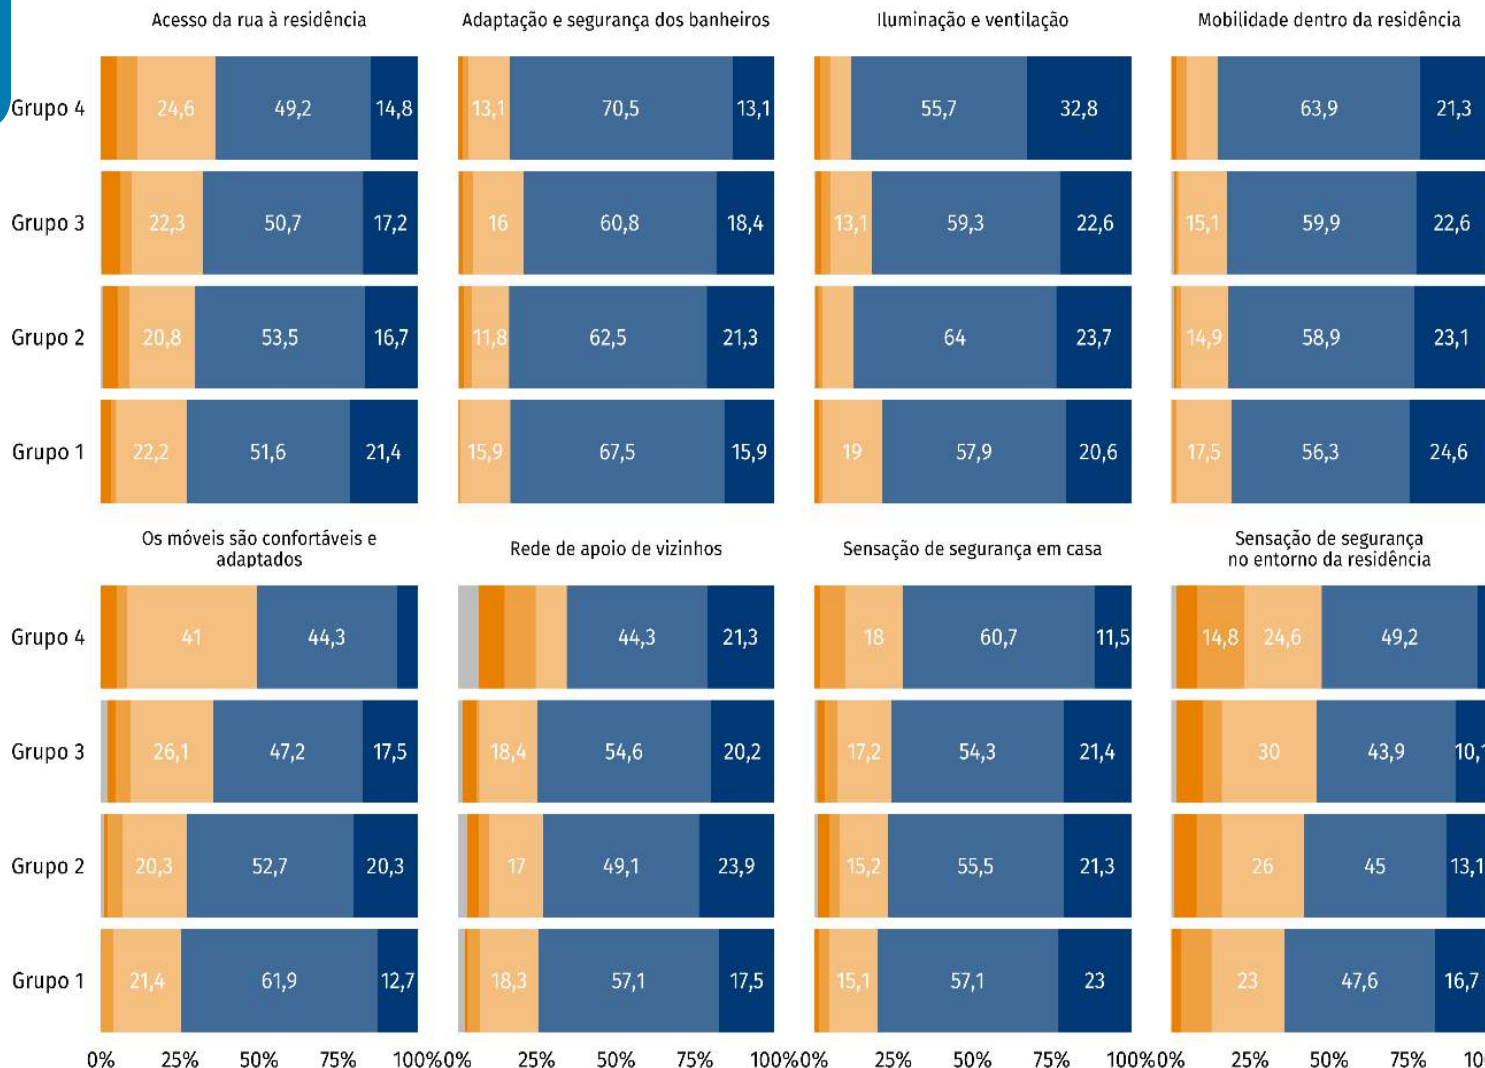 Acesso da rua à residência
Adaptação e segurança dos banheiros
Iluminação e ventilação
Mobilidade dentro da residência
Grupo 4
24,6 49,2 14,8
13,1 70,5 13,1
55,7 32,8
63,9 21,3
Grupo 3
22,3 50,7 17,2
16 60,8 18,4
13,1 59,3 22,6
15,1 59,9 22,6
Grupo 2
20,8 53,5 16,7
11,8 62,5 21,3
64 23,7
14,9 58,9 23,1
Grupo 1
22,2 51,6 21,4
15,9 67,5 15,9
19 57,9 20,6
17,5 56,3 24,6
Os móveis são confortáveis e
adaptados
Rede de apoio de vizinhos
Sensação de segurança em casa
Sensação de segurança
no entorno da residência
Grupo 4
41 44,3
44,3 21,3
18 60,7 11,5
14,8 24,6 49,2
Grupo 3
26,1 47,2 17,5
18,4 54,6 20,2
17,2 54,3 21,4
30 43,9 10,1
Grupo 2
20,3 52,7 20,3
17 49,1 23,9
15,2 55,5 21,3
26 45 13,1
Grupo 1
21,4 61,9 12,7
18,3 57,1 17,5
15,1 57,1 23
23 47,6 16,7
0% 25% 50% 75% 100%
0% 25% 50% 75% 100%
0% 25% 50% 75% 100%
0% 25% 50% 75% 10